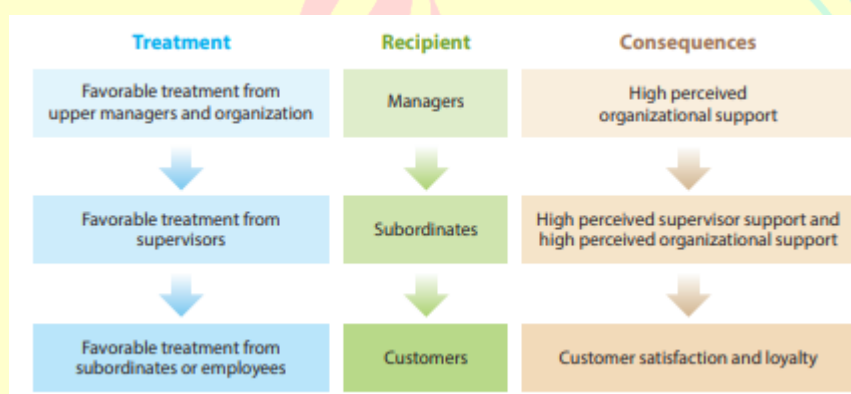 Treatment
Recipient
Consequences
Favorable treatment from
upper managers and organization
Managers
High perceived
organizational support
Favorable treatment from
supervisors
Subordinates
High perceived supervisor support and
high perceived organizational support
Favorable treatment from
subordinates or employees
Customers
Customer satisfaction and loyalty